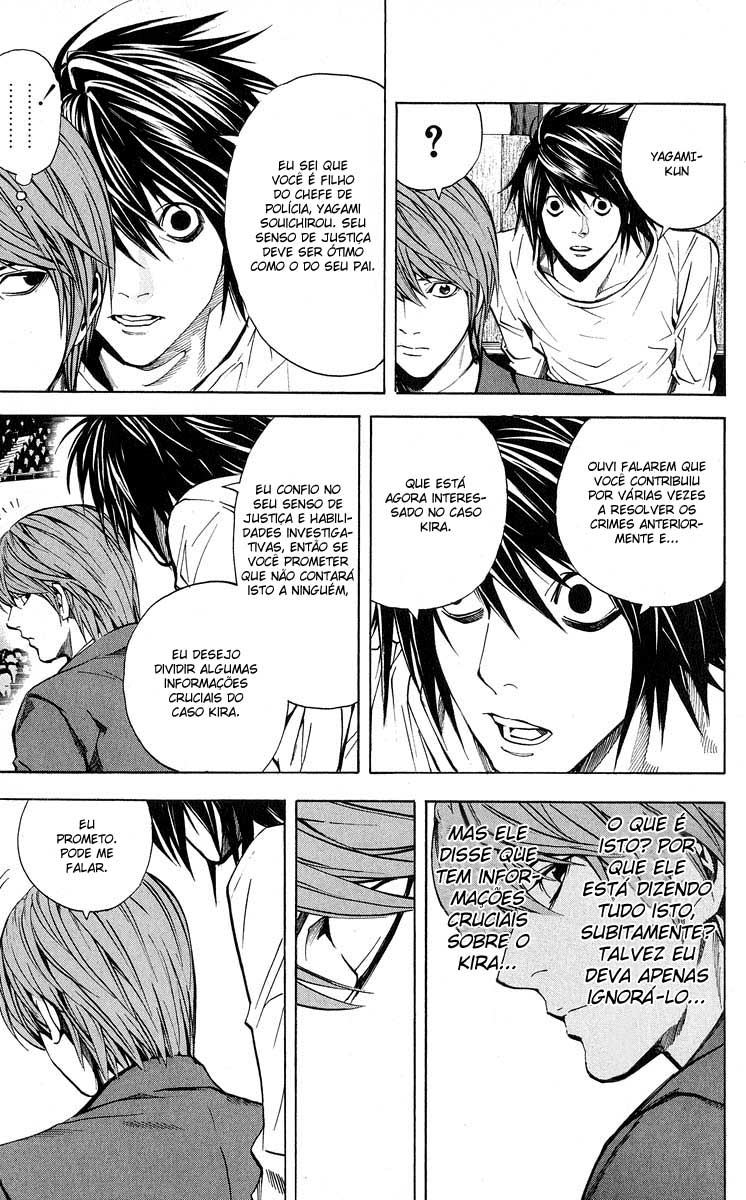 YAGAMI-
KUN
?
EU SEI QUE
VOCÊ É FILHO
DO CHEFE DE
POLÍCIA, YAGAMI
SOUICHIROU. SEU
SENSO DE JUSTIÇA
DEVE SER ÓTIMO
COMO O DO SEU PAI.
........!
........
OUVI FALAREM QUE
VOCÊ CONTRIBUIU
POR VÁRIAS VEZES
A RESOLVER OS
CRIMES ANTERIOR-
MENTE E...
QUE ESTÁ
AGORA INTERES-
SADO NO CASO
KIRA.
EU CONFIO NO
SEU SENSO DE
JUSTIÇA E HABILI-
DADES INVESTIGA-
TIVAS, ENTÃO SE
VOCÊ PROMETER
QUE NÃO CONTARÁ
ISTO A NINGUÉM,
EU DESEJO
DIVIDIR ALGUMAS
INFORMAÇÕES
CRUCIAIS DO
CASO KIRA.
O QUE É
ISTO? POR
QUE ELE
ESTÁ DIZENDO
TUDO ISTO,
SUBITAMENTE?
TALVEZ EU
DEVA APENAS
IGNORÁ-LO...
MAS ELE
DISSE QUE
TEM INFOR-
MAÇÕES
CRUCIAIS
SOBRE O
KIRA...
EU
PROMETO.
PODE ME
FALAR.